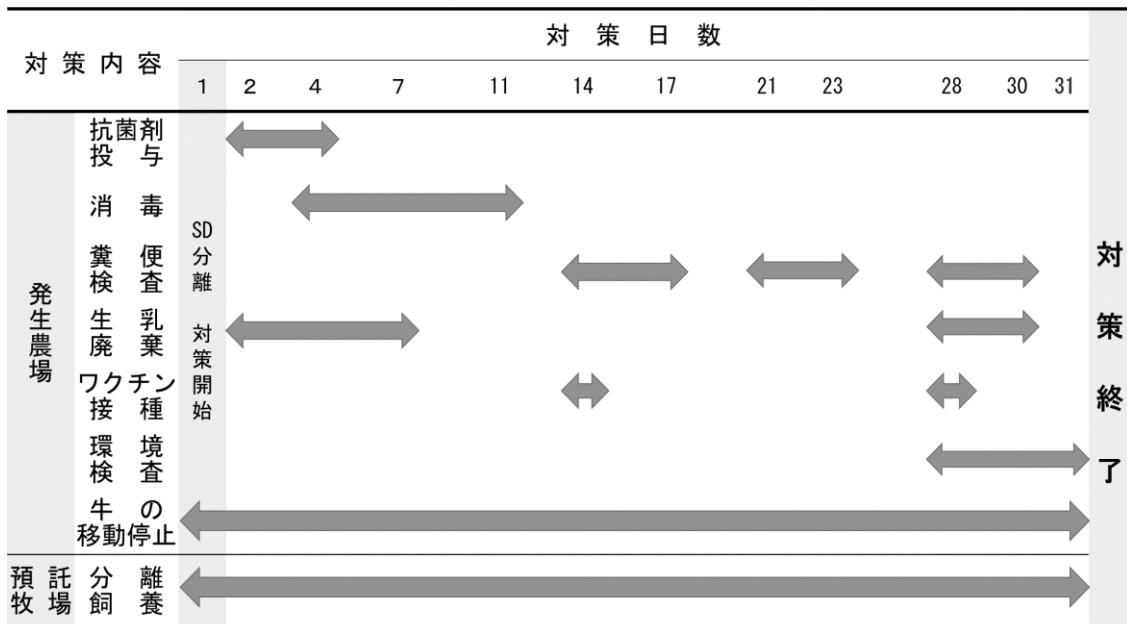 対策日数
対策内容
1 2 4 7 11 14 17 21 23 28 30 31
発生農場
抗菌剤
投与
消毒
糞便
検査
生乳
廃棄
ワクチン
接種
環境
検査
牛の
移動停止
SD分離 対策開始
対策終了
預託
牧場
分離
飼養